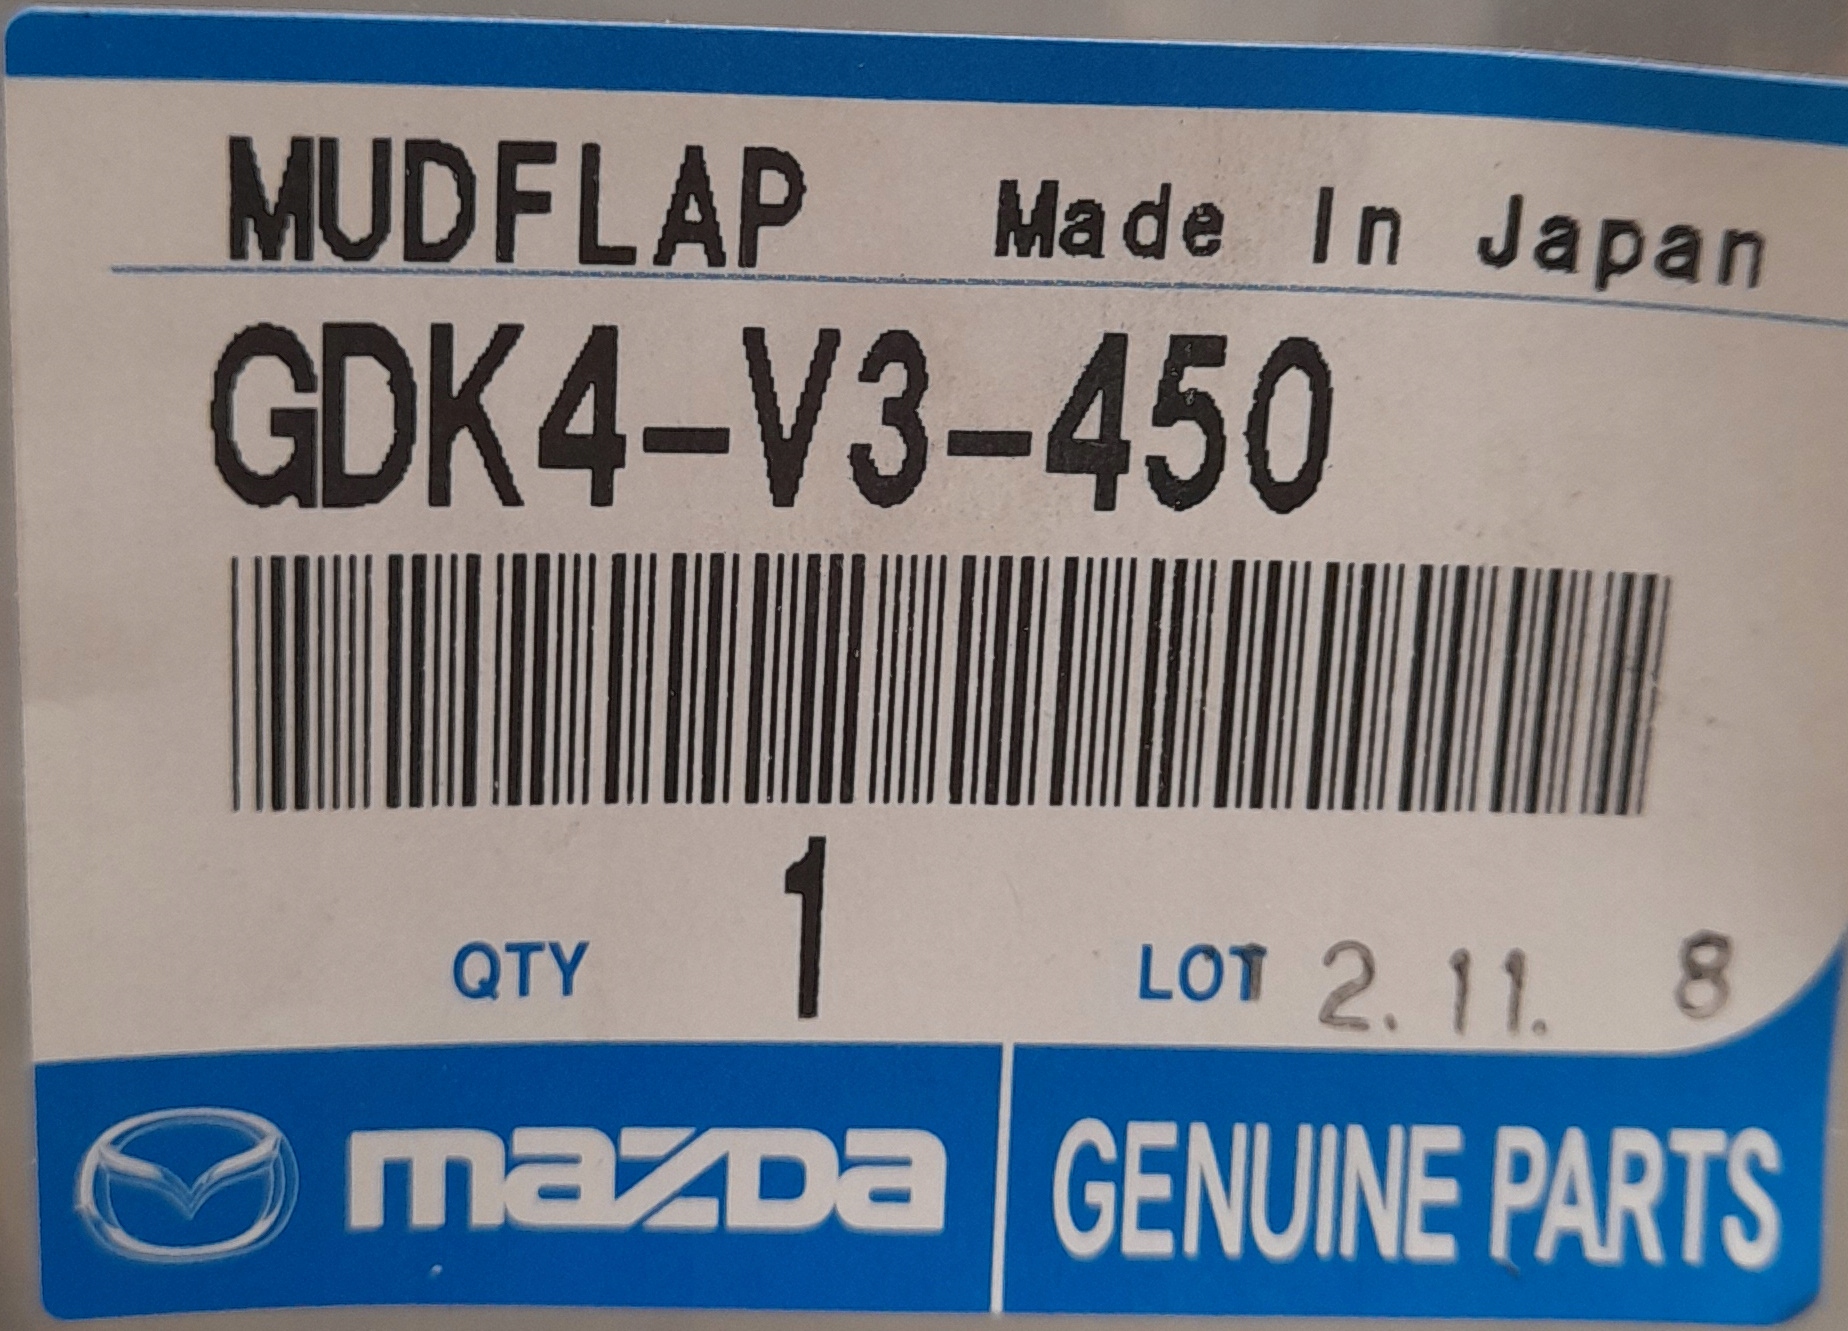 MUDFLAP Made In Japan
GDK4-V3-450
QTY 1 LOT 2.11. 8
mazda GENUINE PARTS